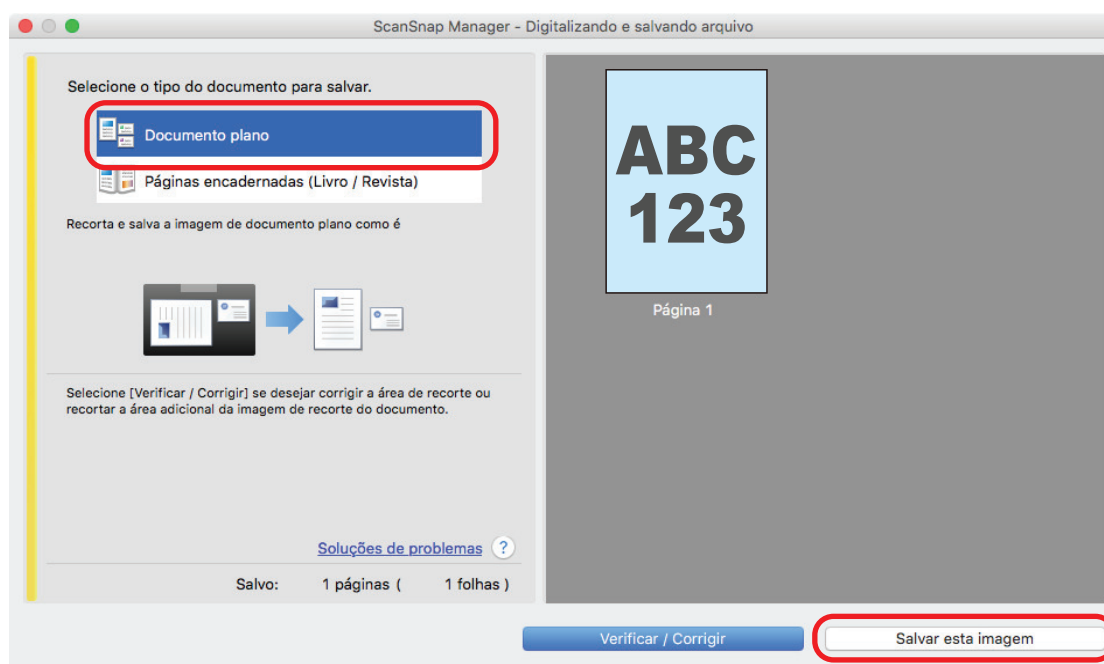 ScanSnap Manager - Digitalizando e salvando arquivo
Selecione o tipo do documento para salvar.
Documento plano
Páginas encadernadas (Livro / Revista)
Recorta e salva a imagem de documento plano como é
Selecione [Verificar / Corrigir] se desejar corrigir a área de recorte ou
recortar a área adicional da imagem de recorte do documento.
Soluções de problemas ?
Salvo: 1 páginas ( 1 folhas )
ABC
123
Página 1
Verificar / Corrigir
Salvar esta imagem